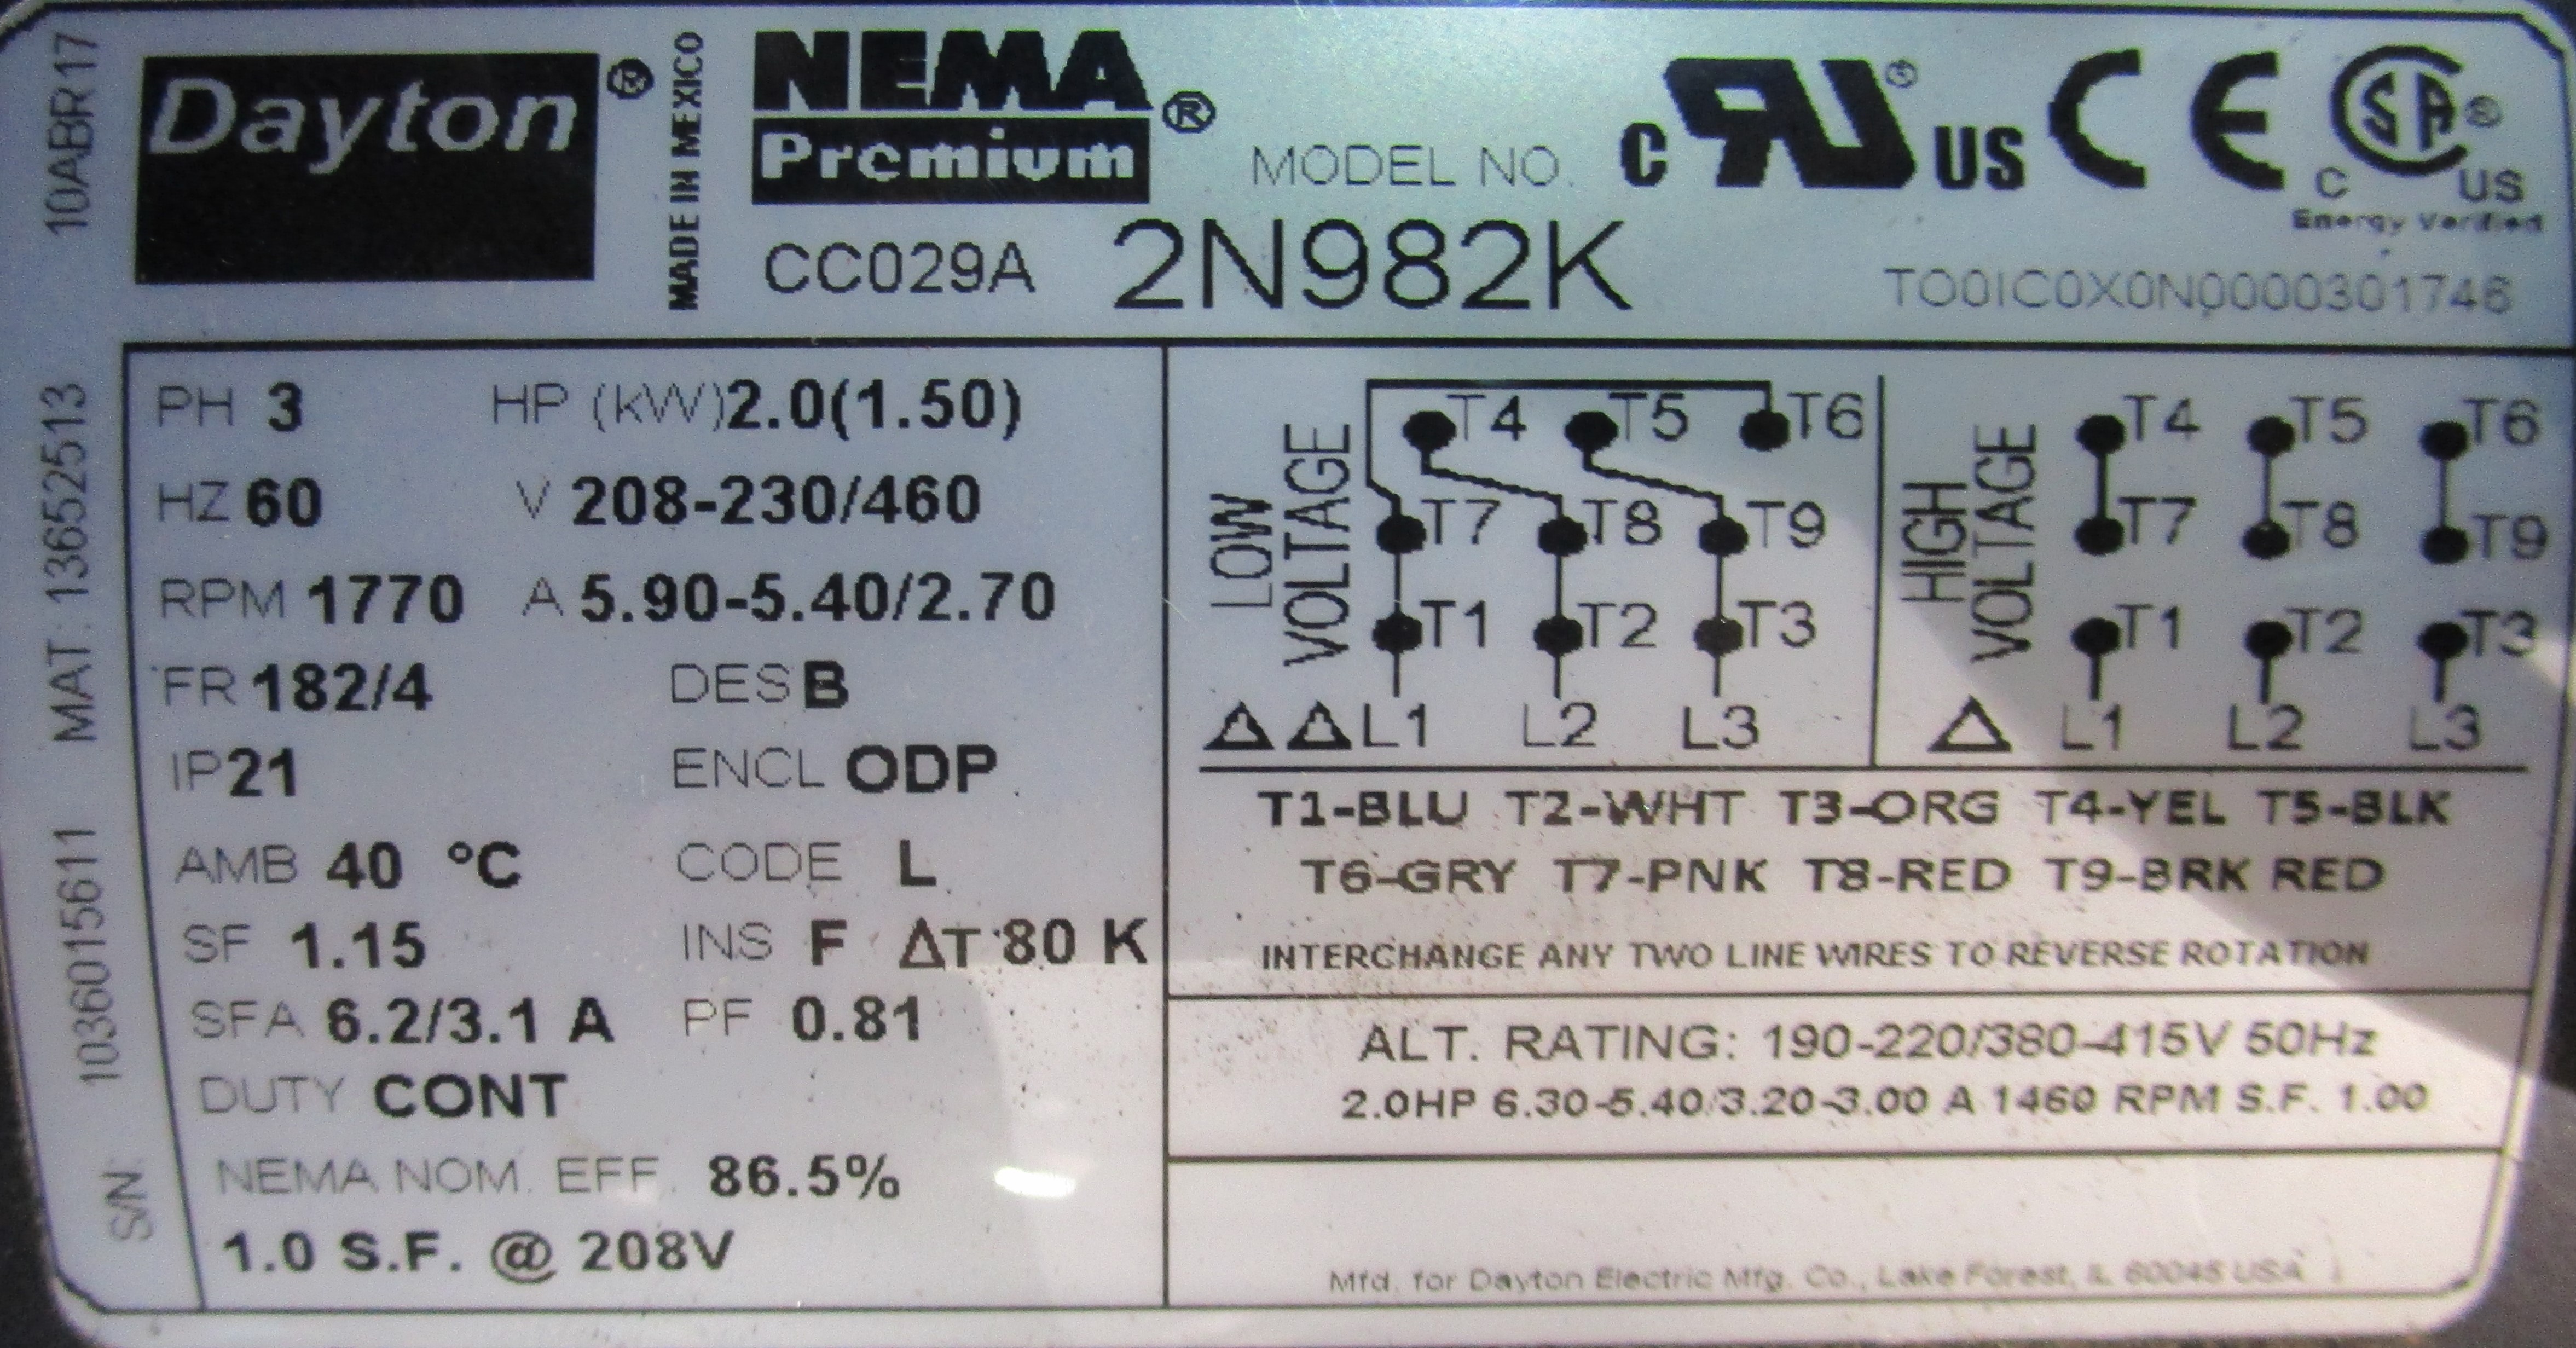 Dayton®
MADE IN MEXICO
NEMA
Premium®
MODEL NO.
c RU® US CE SA®
C US
Energy Verified
CC029A 2N982K
T00IC0X0N0000301746
10ABR17
MAT: 13652513
S/N 1036015611
PH 3 HP (kW) 2.0(1.50)
HZ 60 V 208-230/460
RPM 1770 A 5.90-5.40/2.70
FR 182/4 DES B
IP21 ENCL ODP
AMB 40 °C CODE L
SF 1.15 INS F ΔT 80 K
SFA 6.2/3.1 A PF 0.81
DUTY CONT
NEMA NOM. EFF. 86.5%
1.0 S.F. @ 208V
LOW VOLTAGE
T4 T5 T6
T7 T8 T9
T1 T2 T3
ΔΔ L1 L2 L3
HIGH VOLTAGE
T4 T5 T6
T7 T8 T9
T1 T2 T3
Δ L1 L2 L3
T1-BLU T2-WHT T3-ORG T4-YEL T5-BLK
T6-GRY T7-PNK T8-RED T9-BRK RED
INTERCHANGE ANY TWO LINE WIRES TO REVERSE ROTATION
ALT. RATING: 190-220/380-415V 50Hz
2.0HP 6.30-5.40/3.20-3.00 A 1460 RPM S.F. 1.00
Mfd. for Dayton Electric Mfg. Co., Lake Forest, IL 60045 USA